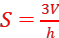 S = 3V/h